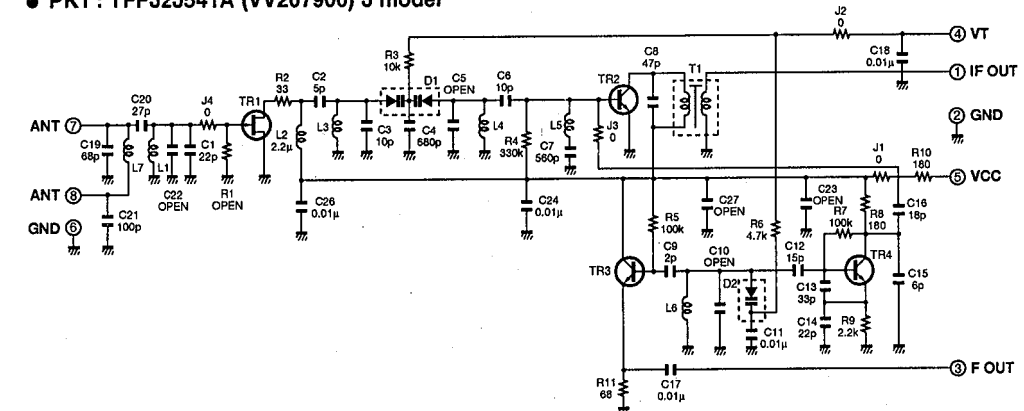 ● PKT : TFF525541A (VV267900) J model
J2
0
④ VT
R3
10k
C8
47p
T1
C18
0.01μ
① IF OUT
R2
33
C2
5p
D1
C5
OPEN
C6
10p
TR2
② GND
C20
27p
J4
0
TR1
ANT ⑦
L2
2.2μ
L3
C3
10p
C4
680p
L4
R4
330k
L5
C7
560p
J3
0
C19
68p
L7
L1
C1
22p
J1
0
R10
180
⑤ VCC
ANT ⑧
C22
OPEN
R1
OPEN
C21
100p
GND ⑥
C26
0.01μ
C24
0.01μ
R5
100k
C27
OPEN
R6
4.7k
C23
OPEN
R7
100k
R8
180
C16
18p
TR3
C9
2p
C10
OPEN
C12
15p
TR4
D2
L6
C13
33p
C15
6p
C11
0.01μ
C14
22p
R9
2.2k
R11
68
C17
0.01μ
③ F OUT